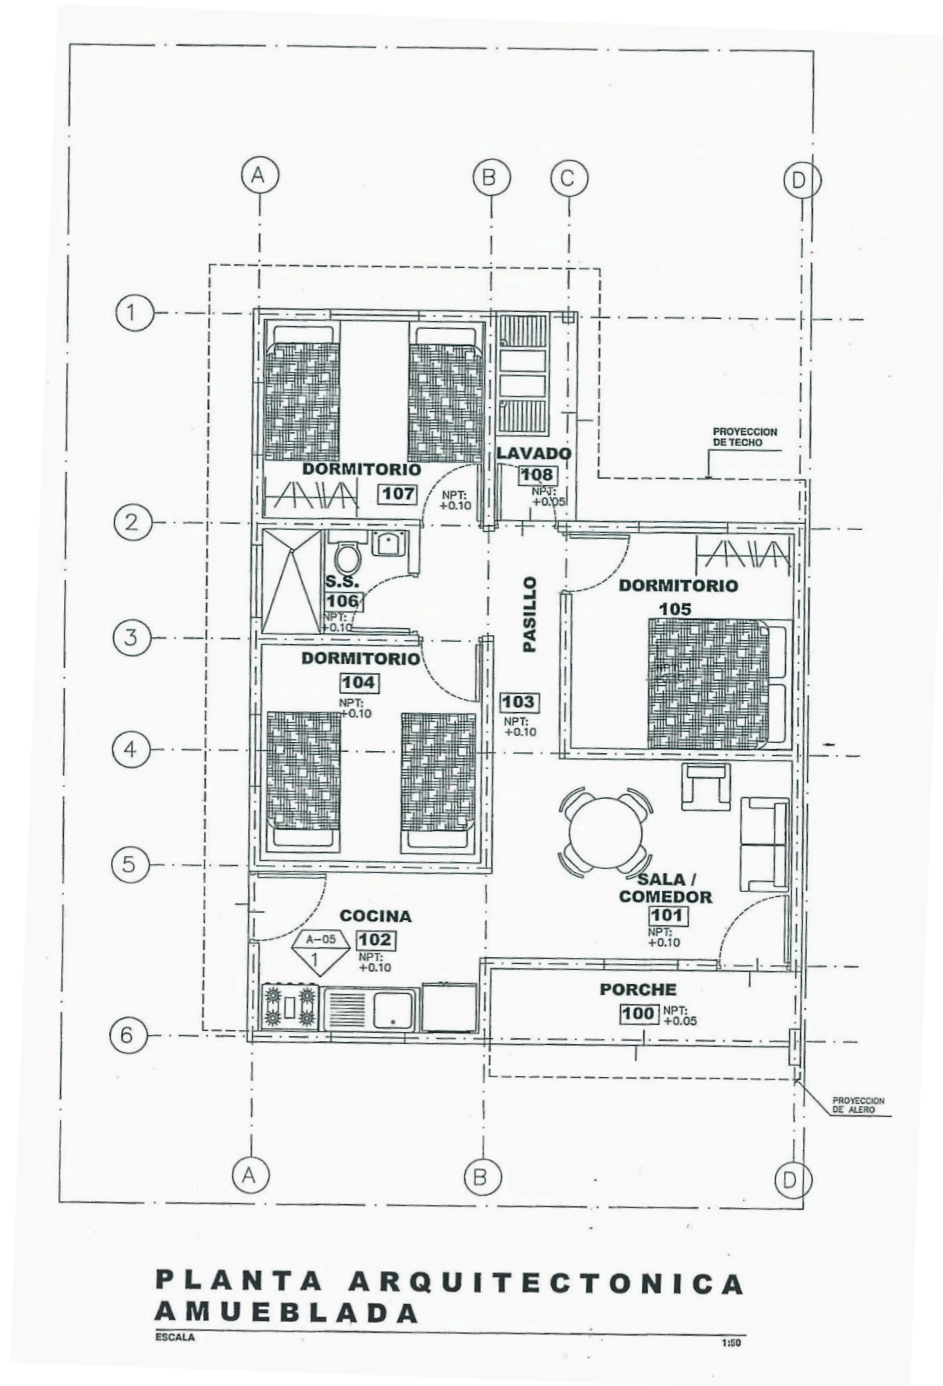 A
B
C
D
1
PROYECCION
DE TECHO
LAVADO
108
NPT:
+0.05
DORMITORIO
107
NPT:
+0.10
2
S.S.
106
NPT:
+0.10
PASILLO
DORMITORIO
105
3
DORMITORIO
104
NPT:
+0.10
103
NPT:
+0.10
4
5
SALA /
COMEDOR
101
NPT:
+0.10
COCINA
102
NPT:
+0.10
A-05
1
PORCHE
100
NPT:
+0.05
6
PROYECCION
DE ALERO
A
B
D
PLANTA ARQUITECTONICA
AMUEBLADA
ESCALA
1:50